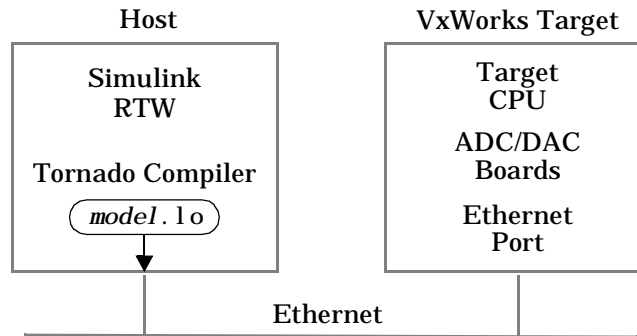 Host
Simulink
RTW
Tornado Compiler
model.lo
VxWorks Target
Target
CPU
ADC/DAC
Boards
Ethernet
Port
Ethernet